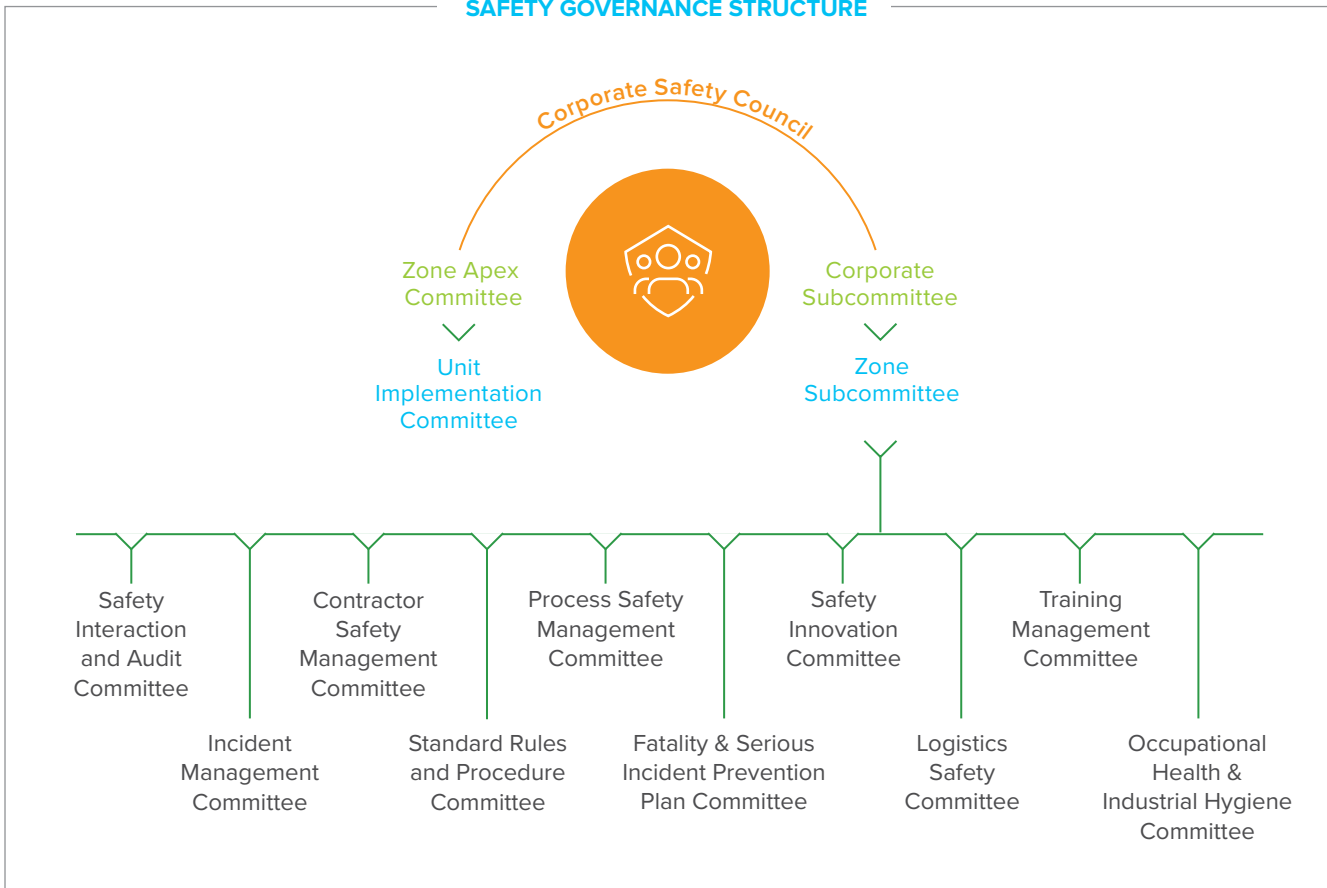 SAFETY GOVERNANCE STRUCTURE
Corporate Safety Council
Zone Apex
Committee
Unit
Implementation
Committee
Corporate
Subcommittee
Zone
Subcommittee
Safety
Interaction
and Audit
Committee
Incident
Management
Committee
Contractor
Safety
Management
Committee
Standard Rules
and Procedure
Committee
Process Safety
Management
Committee
Fatality & Serious
Incident Prevention
Plan Committee
Safety
Innovation
Committee
Logistics
Safety
Committee
Training
Management
Committee
Occupational
Health &
Industrial Hygiene
Committee